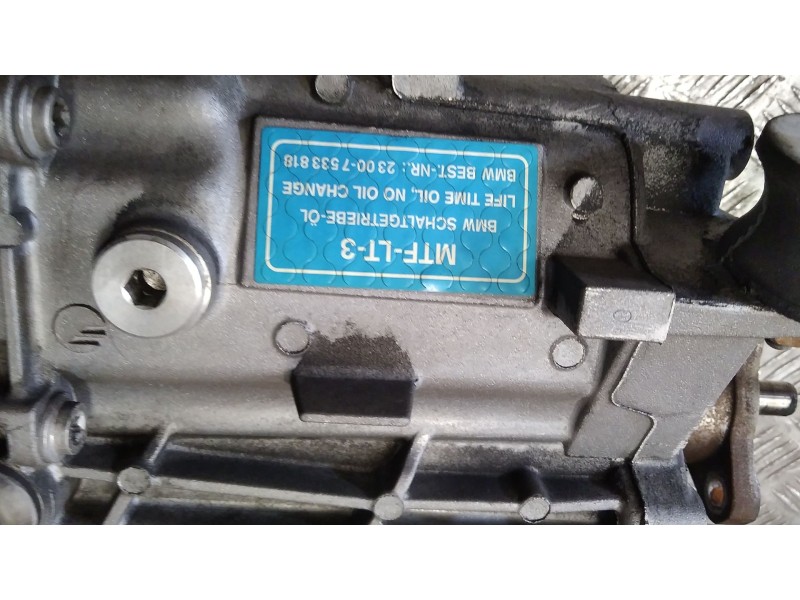 MTF-LT-3
BMW SCHALTGETRIEBE-ÖL
LIFE TIME OIL, NO OIL CHANGE
BMW BEST.-NR.: 23 00-7 533 818